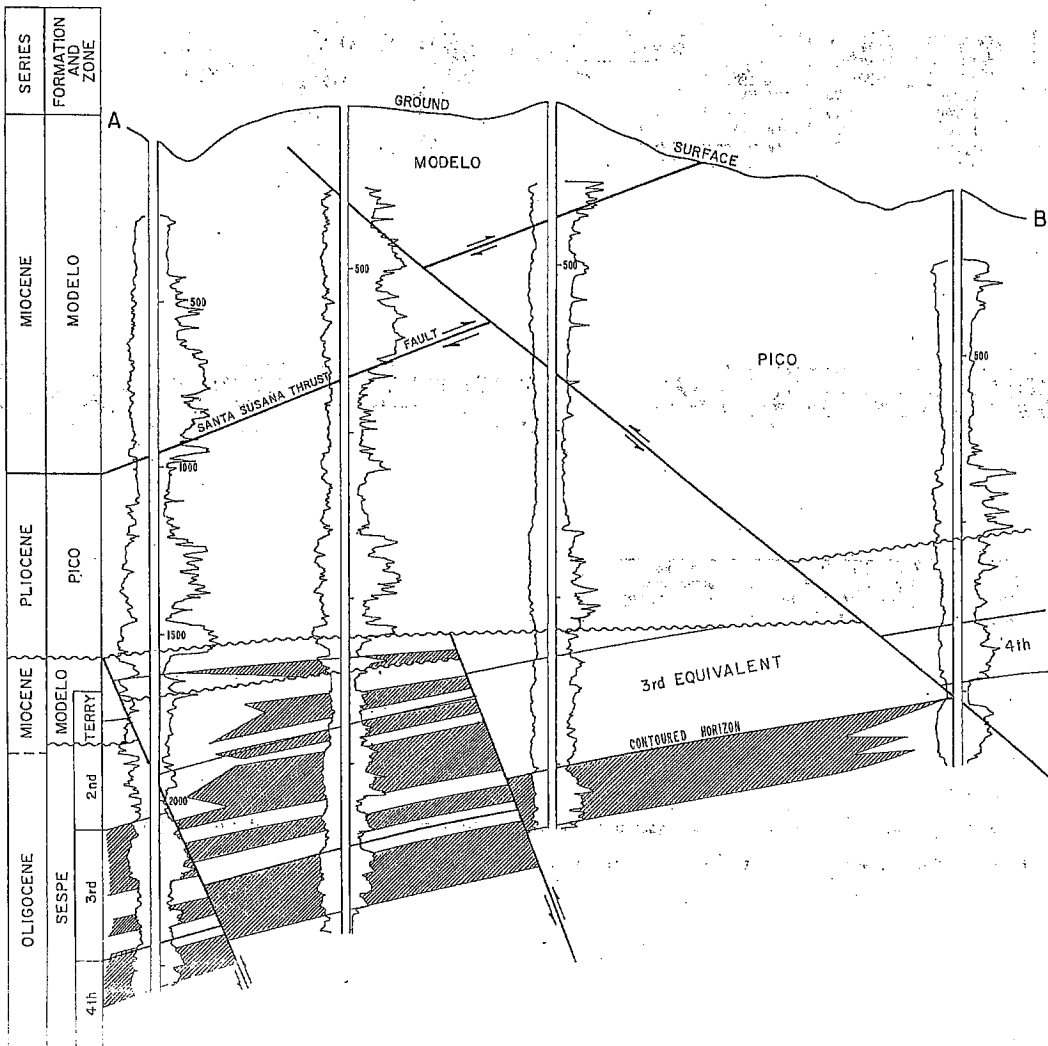 SERIES
FORMATION
AND
ZONE
MIOCENE
MODELO
PLIOCENE
PICO
MIOCENE
MODELO
TERRY
OLIGOCENE
SESPE
2nd
3rd
4th
A
GROUND
MODELO
SURFACE
B
500
500
500
500
FAULT
SANTA SUSANA THRUST
PICO
1000
1500
4th
3rd EQUIVALENT
CONTOURED HORIZON
2000